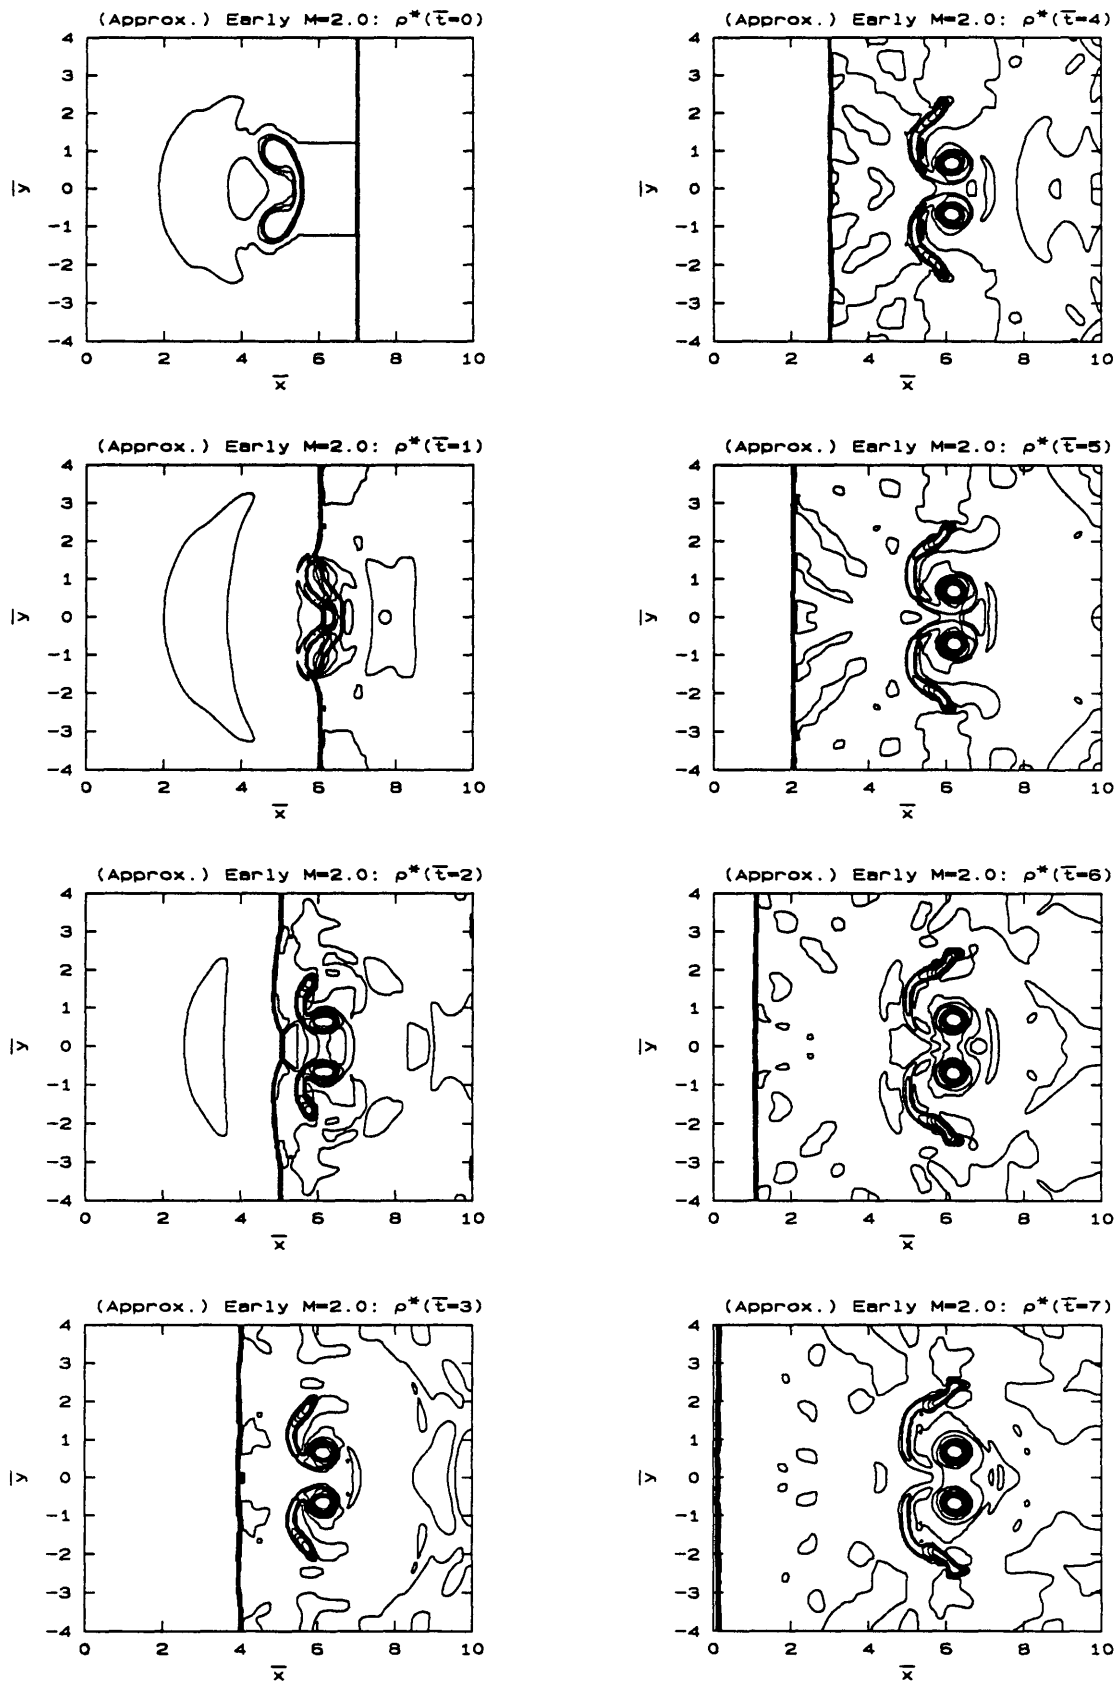 (Approx.) Early M=2.0: ρ*(t̅=0)
4
3
2
1
0
-1
-2
-3
-4
y̅
0 2 4 6 8 10
x̅
(Approx.) Early M=2.0: ρ*(t̅=4)
4
3
2
1
0
-1
-2
-3
-4
y̅
0 2 4 6 8 10
x̅
(Approx.) Early M=2.0: ρ*(t̅=1)
4
3
2
1
0
-1
-2
-3
-4
y̅
0 2 4 6 8 10
x̅
(Approx.) Early M=2.0: ρ*(t̅=5)
4
3
2
1
0
-1
-2
-3
-4
y̅
0 2 4 6 8 10
x̅
(Approx.) Early M=2.0: ρ*(t̅=2)
4
3
2
1
0
-1
-2
-3
-4
y̅
0 2 4 6 8 10
x̅
(Approx.) Early M=2.0: ρ*(t̅=6)
4
3
2
1
0
-1
-2
-3
-4
y̅
0 2 4 6 8 10
x̅
(Approx.) Early M=2.0: ρ*(t̅=3)
4
3
2
1
0
-1
-2
-3
-4
y̅
0 2 4 6 8 10
x̅
(Approx.) Early M=2.0: ρ*(t̅=7)
4
3
2
1
0
-1
-2
-3
-4
y̅
0 2 4 6 8 10
x̅